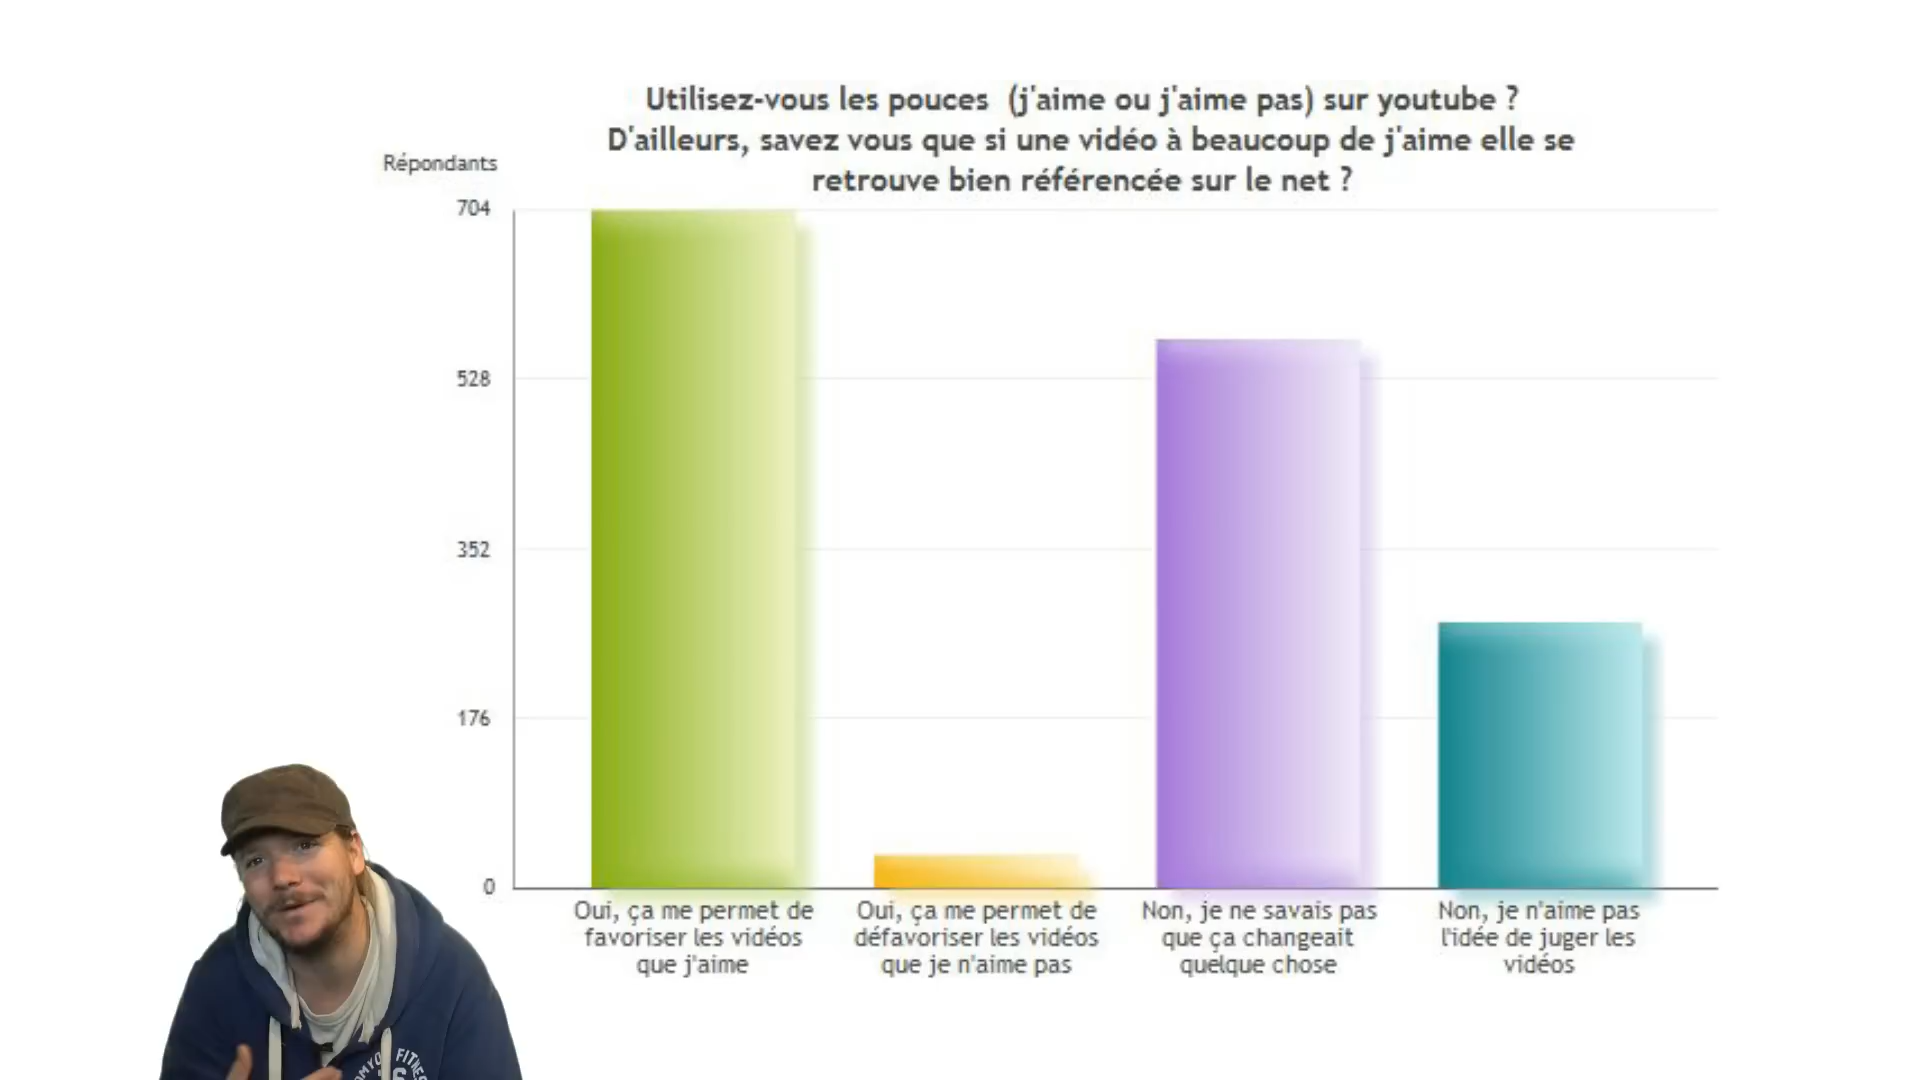 Utilisez-vous les pouces (j'aime ou j'aime pas) sur youtube ?
D'ailleurs, savez vous que si une vidéo à beaucoup de j'aime elle se
retrouve bien référencée sur le net ?
Répondants
704
528
352
176
0
Oui, ça me permet de
favoriser les vidéos
que j'aime
Oui, ça me permet de
défavoriser les vidéos
que je n'aime pas
Non, je ne savais pas
que ça changeait
quelque chose
Non, je n'aime pas
l'idée de juger les
vidéos